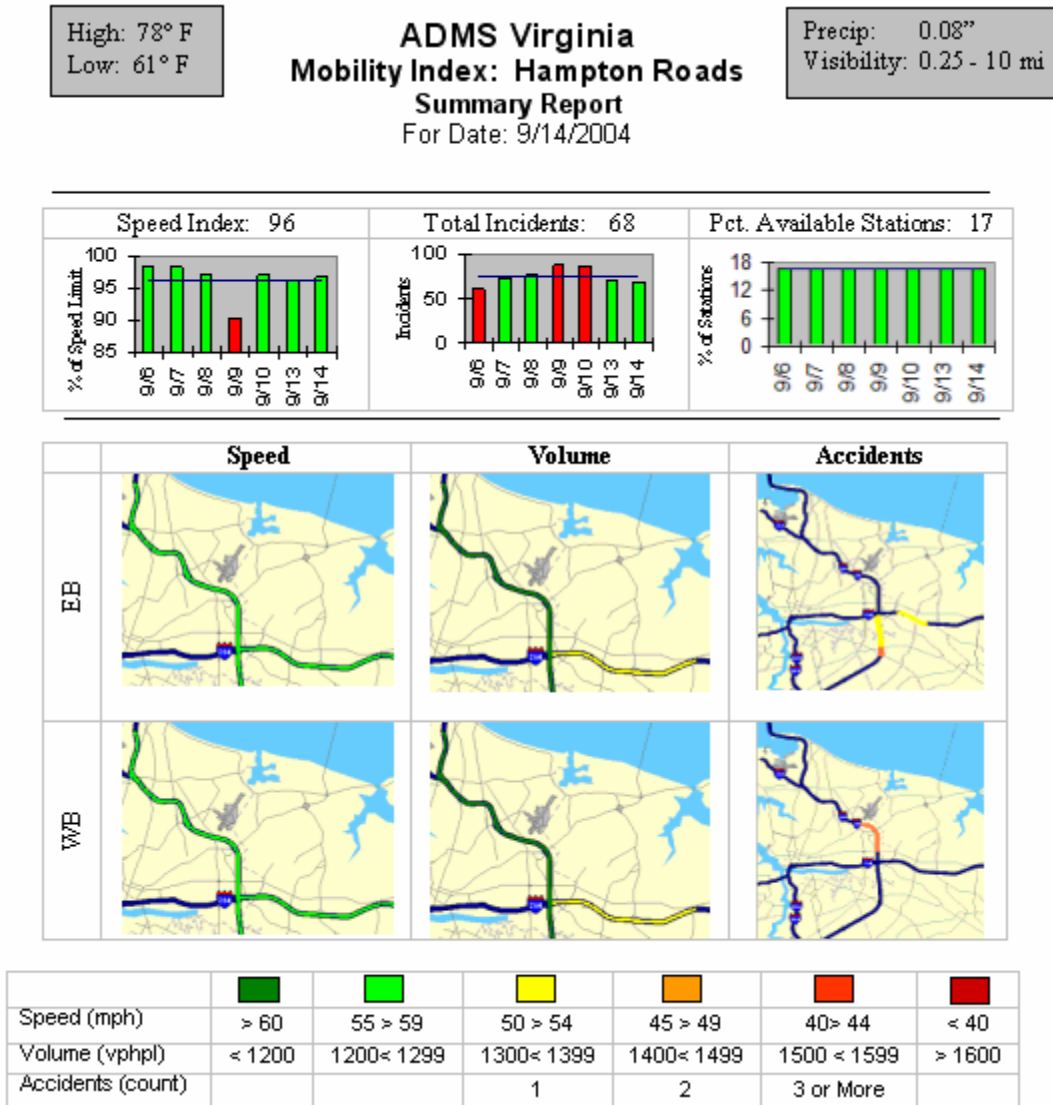 High: 78° F
Low: 61° F
ADMS Virginia
Mobility Index: Hampton Roads
Summary Report
For Date: 9/14/2004
Precip: 0.08”
Visibility: 0.25 - 10 mi
Speed Index: 96
Total Incidents: 68
Pct. Available Stations: 17
% of Speed Limit
100
95
90
85
9/6 9/7 9/8 9/9 9/10 9/13 9/14
Incidents
100
50
0
9/6 9/7 9/8 9/9 9/10 9/13 9/14
% of Satations
18
12
6
0
9/6 9/7 9/8 9/9 9/10 9/13 9/14
Speed Volume Accidents
EB
WB
Speed (mph) > 60 55 > 59 50 > 54 45 > 49 40> 44 < 40
Volume (vphpl) < 1200 1200< 1299 1300< 1399 1400< 1499 1500 < 1599 > 1600
Accidents (count) 1 2 3 or More